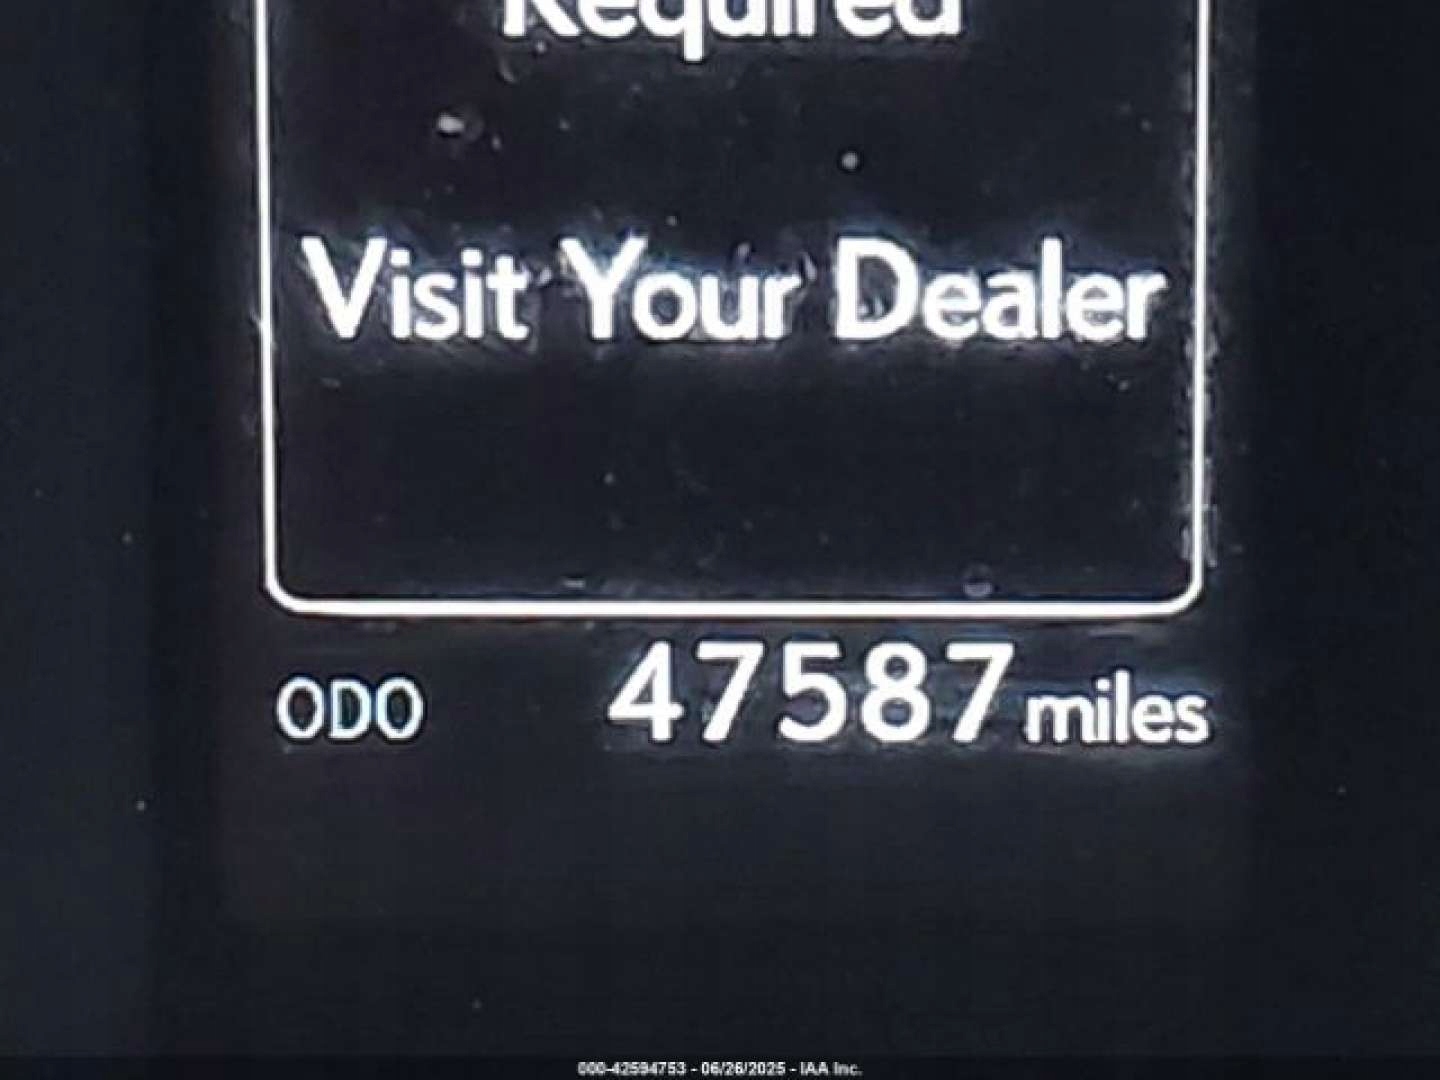 Required
Visit Your Dealer
ODO 47587 miles
000-42594753 - 06/26/2025 - IAA Inc.